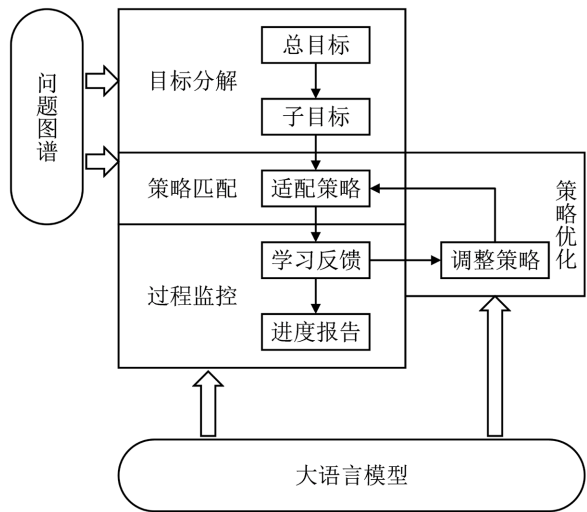 问题图谱
目标分解
总目标
子目标
策略匹配
适配策略
策略优化
过程监控
学习反馈
调整策略
进度报告
大语言模型